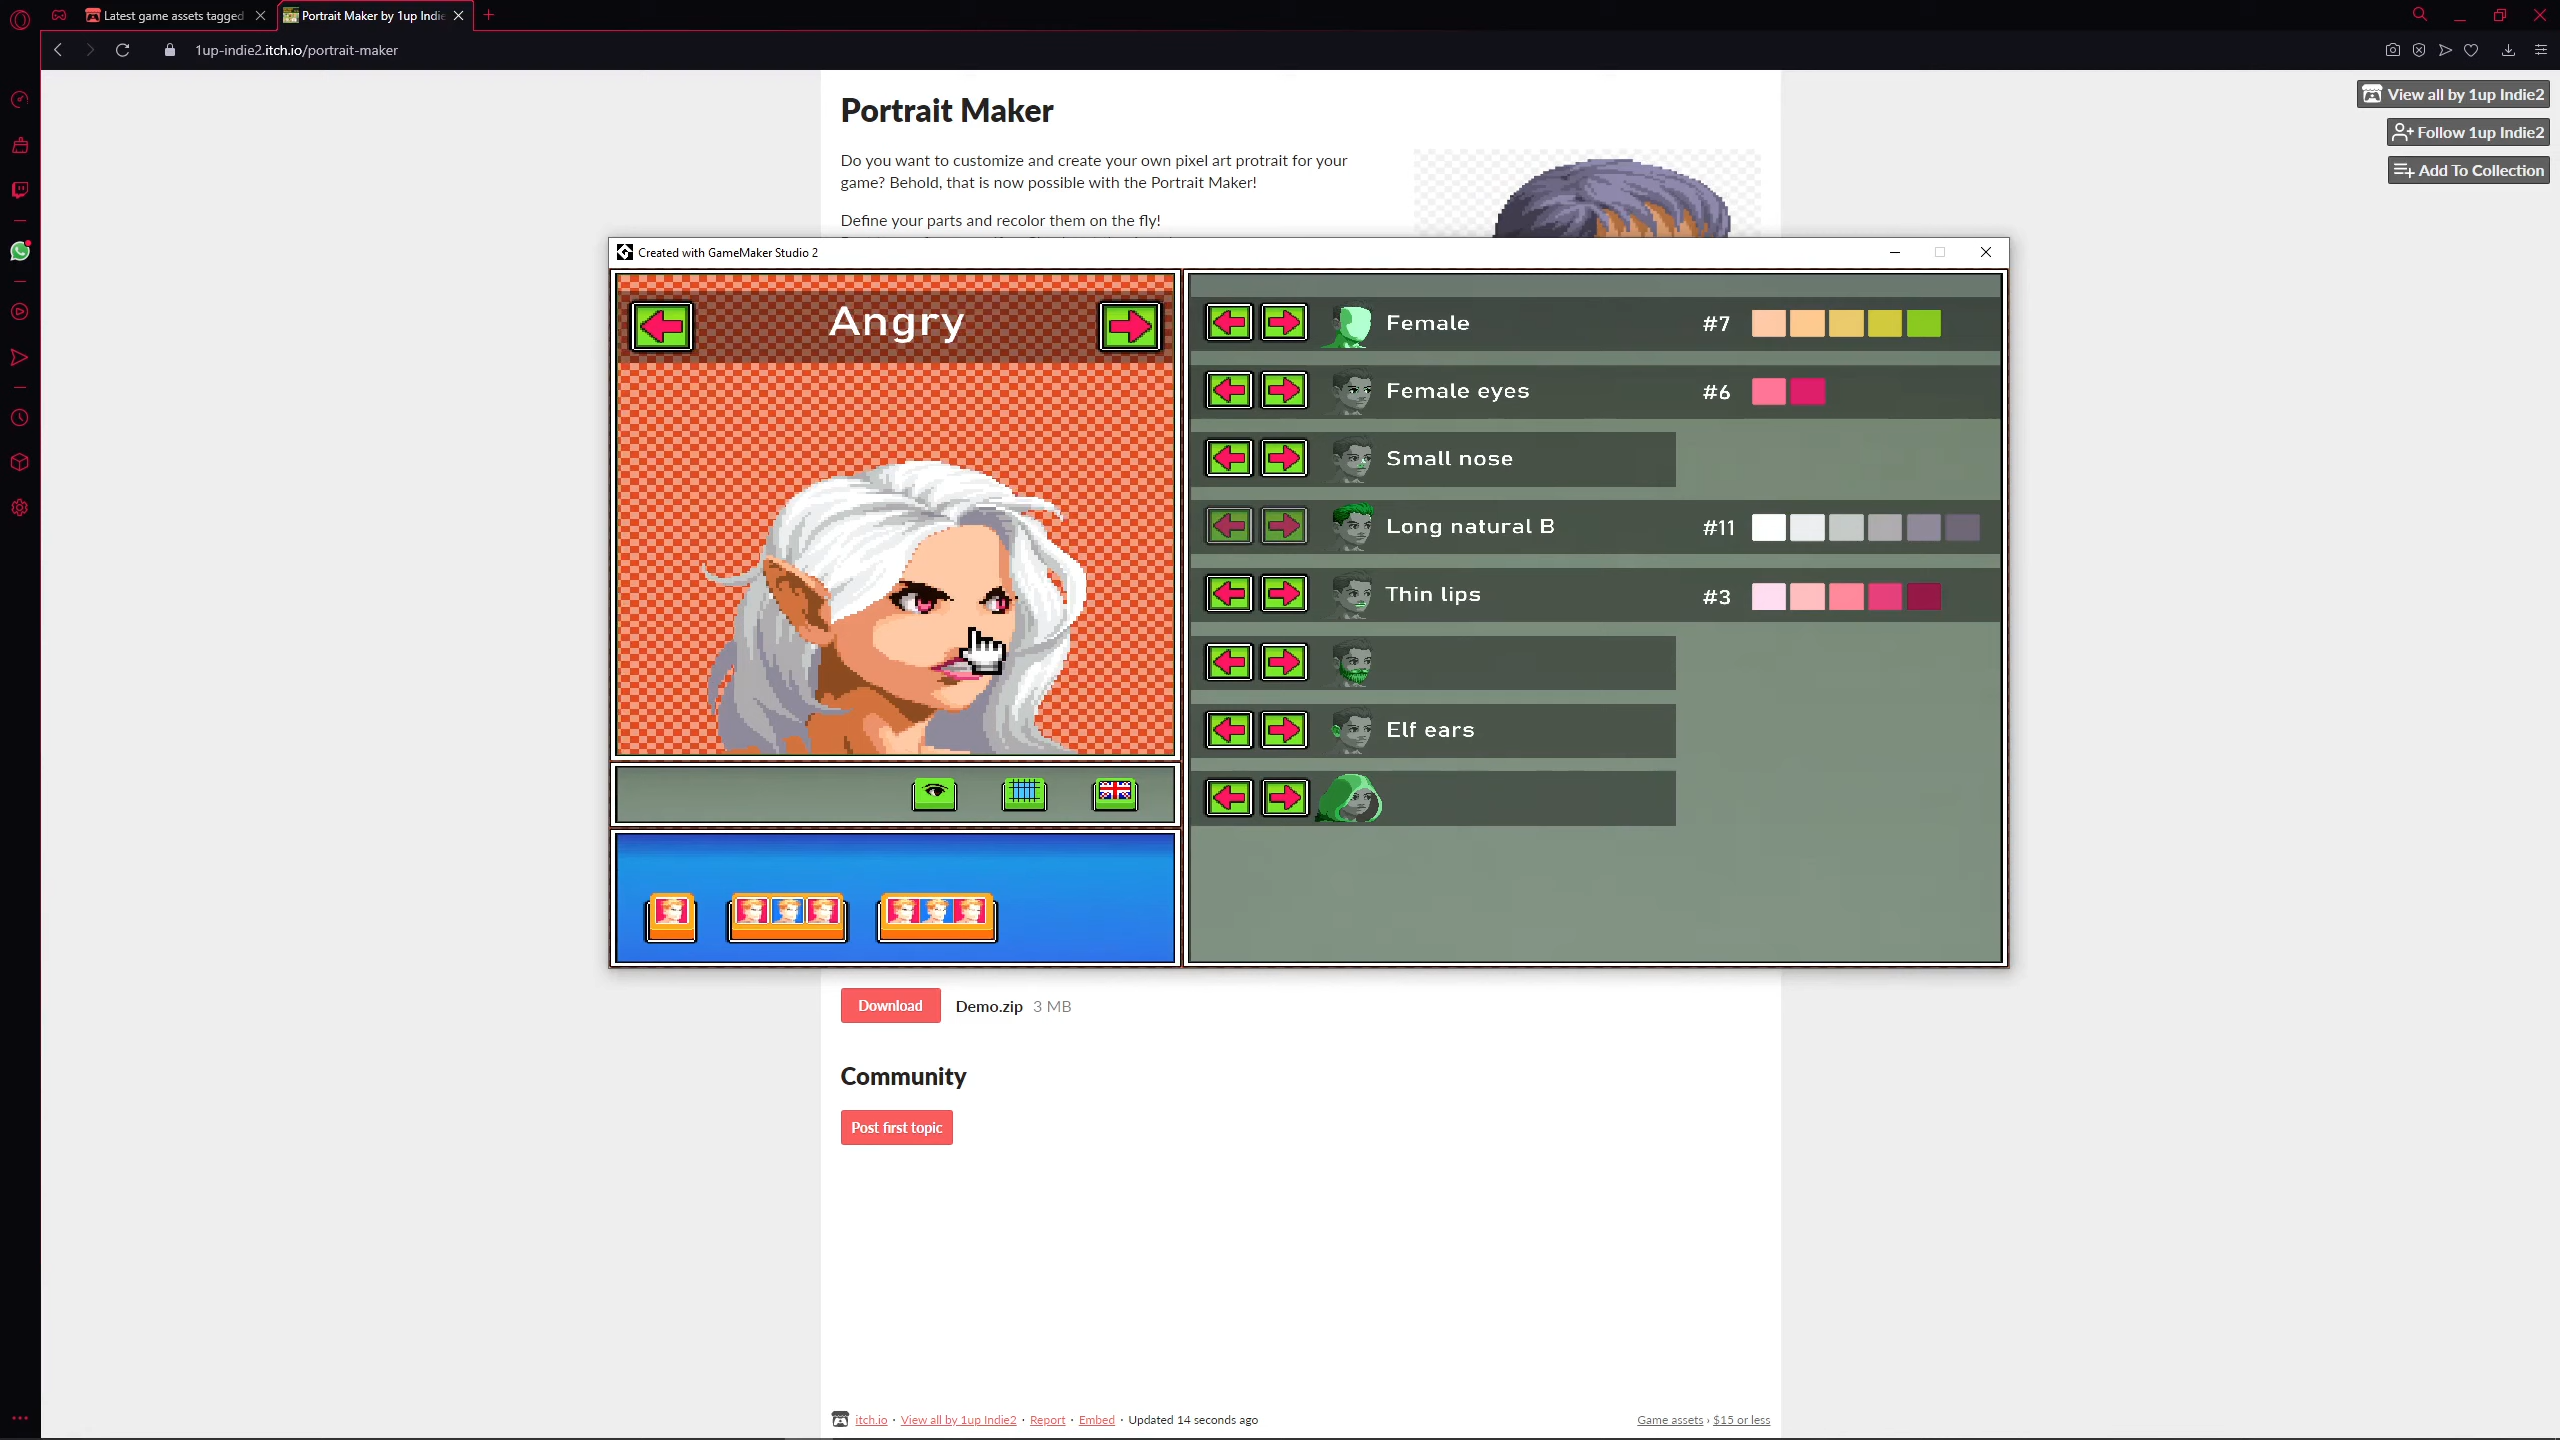 Latest game assets tagged
Portrait Maker by 1up Indie
1up-indie2.itch.io/portrait-maker
View all by 1up Indie2
Follow 1up Indie2
Add To Collection
Portrait Maker
Do you want to customize and create your own pixel art protrait for your
game? Behold, that is now possible with the Portrait Maker!
Define your parts and recolor them on the fly!
Created with GameMaker Studio 2
Angry
Female #7
Female eyes #6
Small nose
Long natural B #11
Thin lips #3
Elf ears
Download Demo.zip 3 MB
Community
Post first topic
itch.io · View all by 1up Indie2 · Report · Embed · Updated 14 seconds ago
Game assets › $15 or less